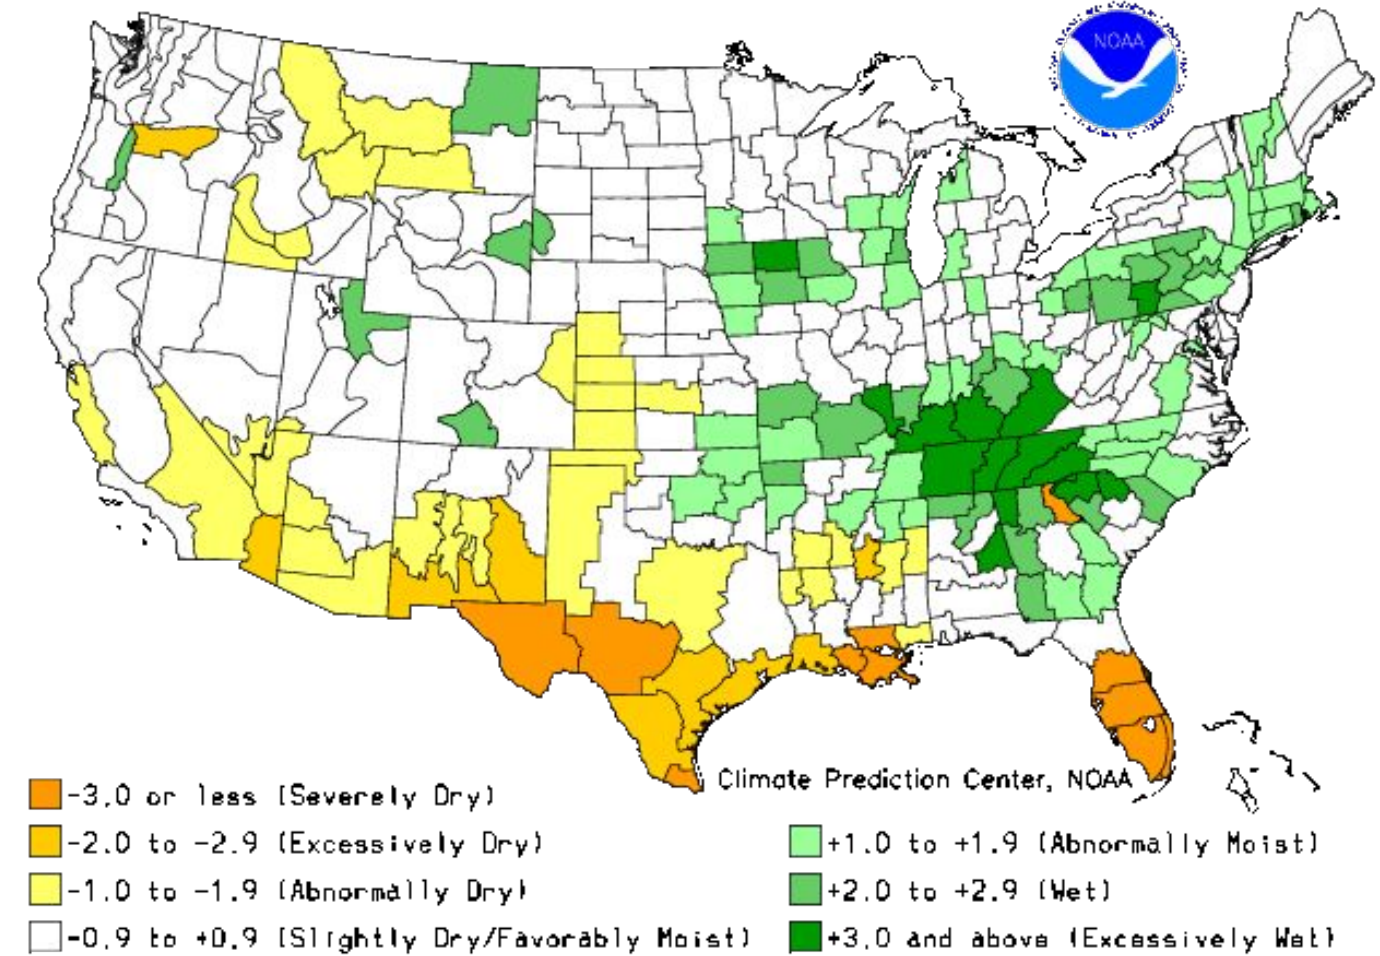 NOAA
Climate Prediction Center, NOAA
-3.0 or less (Severely Dry)
-2.0 to -2.9 (Excessively Dry)
-1.0 to -1.9 (Abnormally Dry)
-0.9 to +0.9 (Slightly Dry/Favorably Moist)
+1.0 to +1.9 (Abnormally Moist)
+2.0 to +2.9 (Wet)
+3.0 and above (Excessively Wet)